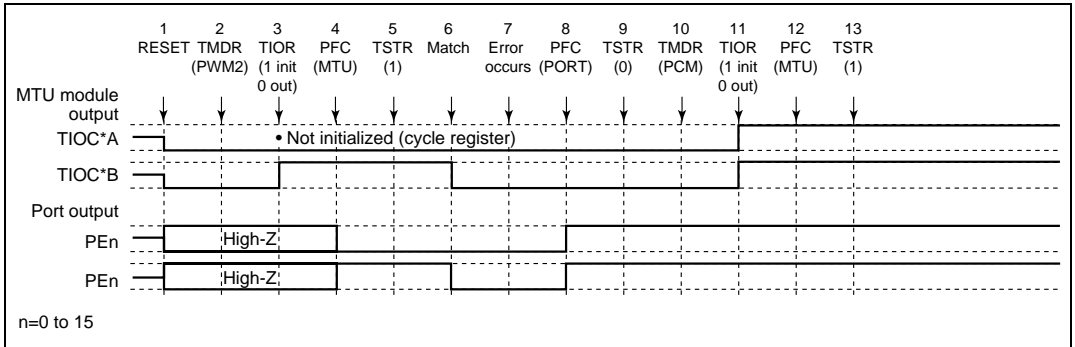 1 2 3 4 5 6 7 8 9 10 11 12 13
RESET TMDR TIOR PFC TSTR Match Error PFC TSTR TMDR TIOR PFC TSTR
(PWM2) (1 init (MTU) (1) occurs (PORT) (0) (PCM) (1 init (MTU) (1)
0 out) 0 out)
MTU module
output
TIOC*A • Not initialized (cycle register)
TIOC*B
Port output
PEn High-Z
PEn High-Z
n=0 to 15